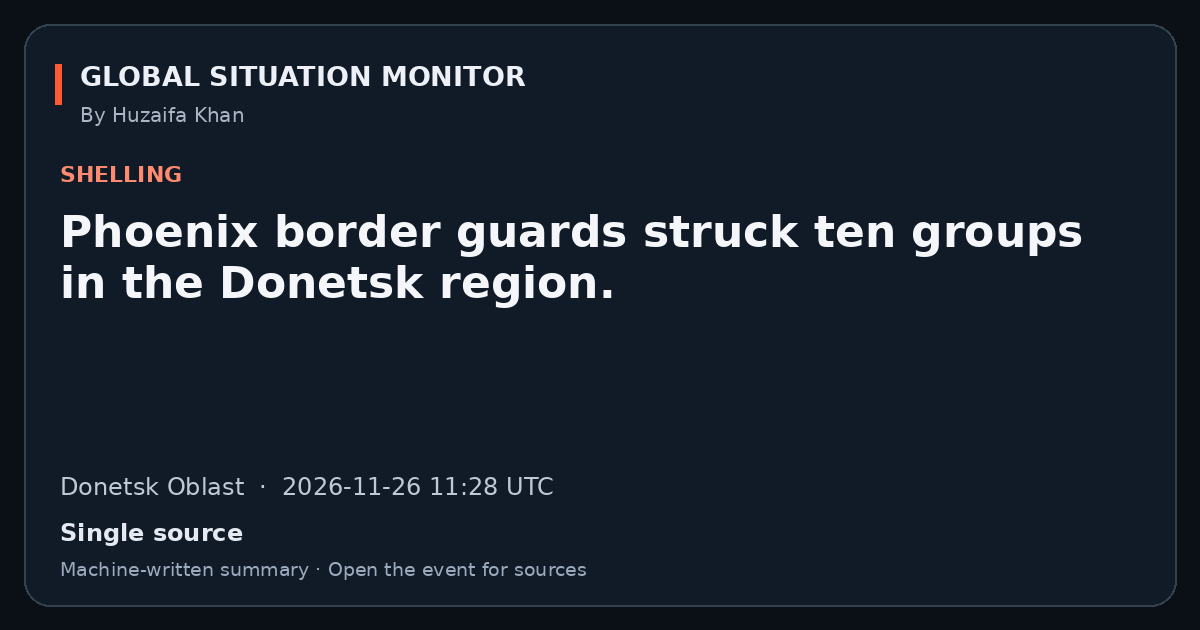 GLOBAL SITUATION MONITOR
By Huzaifa Khan
SHELLING
Phoenix border guards struck ten groups
in the Donetsk region.
Donetsk Oblast · 2026-11-26 11:28 UTC
Single source
Machine-written summary · Open the event for sources